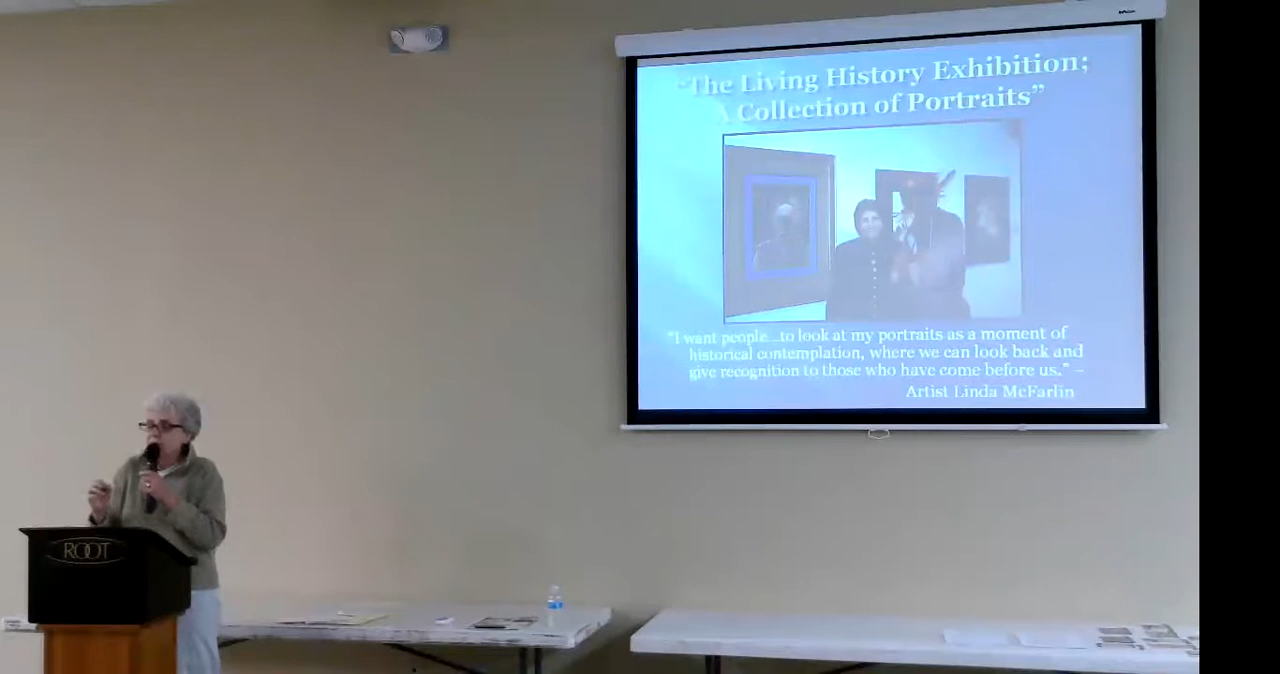 "The Living History Exhibition;
A Collection of Portraits"
"I want people...to look at my portraits as a moment of
historical contemplation, where we can look back and
give recognition to those who have come before us." –
Artist Linda McFarlin
ROOT